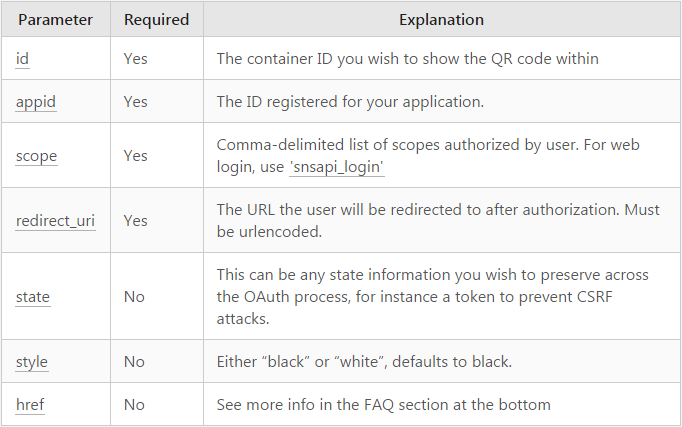 Parameter Required Explanation
id Yes The container ID you wish to show the QR code within
appid Yes The ID registered for your application.
scope Yes Comma-delimited list of scopes authorized by user. For web
login, use 'snsapi_login'
redirect_uri Yes The URL the user will be redirected to after authorization. Must
be urlencoded.
state No This can be any state information you wish to preserve across
the OAuth process, for instance a token to prevent CSRF
attacks.
style No Either “black” or “white”, defaults to black.
href No See more info in the FAQ section at the bottom